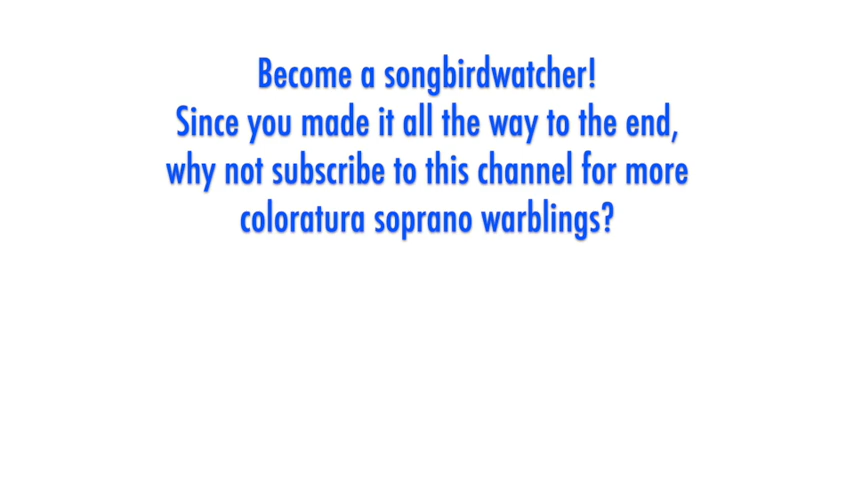 Become a songbirdwatcher!
Since you made it all the way to the end,
why not subscribe to this channel for more
coloratura soprano warblings?